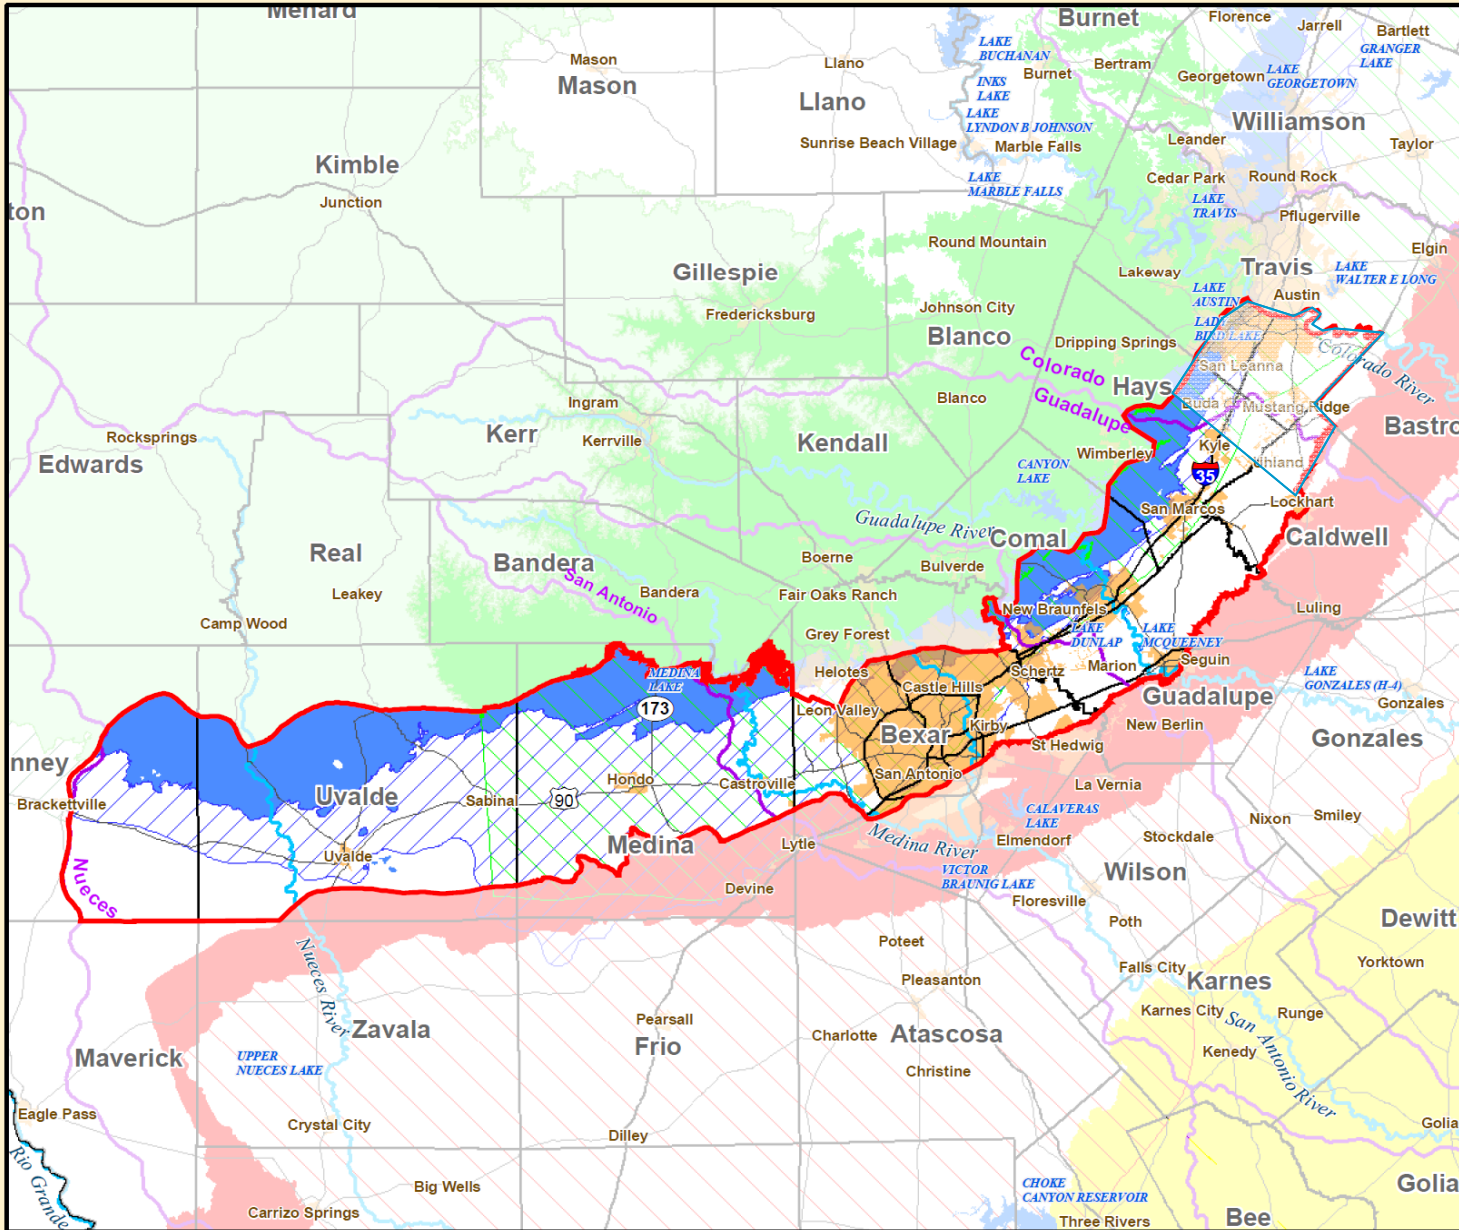 Menard
Burnet
Florence
Jarrell
Bartlett
LAKE
BUCHANAN
GRANGER
LAKE
Mason
Llano
Burnet
Bertram
Georgetown
LAKE
GEORGETOWN
Mason
INKS
LAKE
Llano
LAKE
LYNDON B JOHNSON
Williamson
Sunrise Beach Village
Marble Falls
Leander
Taylor
Kimble
LAKE
MARBLE FALLS
Cedar Park
Round Rock
Junction
LAKE
TRAVIS
ton
Pflugerville
Round Mountain
Elgin
Gillespie
Lakeway
Travis
LAKE
WALTER E LONG
LAKE
AUSTIN
Austin
Fredericksburg
Johnson City
Blanco
Dripping Springs
LADY
BIRD LAKE
Colorado River
Colorado
San Leanna
Hays
Guadalupe
Ingram
Blanco
Buda
Mustang Ridge
Rocksprings
Kerr
Kerrville
Kendall
Bastro
Edwards
Wimberley
Kyle
CANYON
LAKE
Uhland
35
Lockhart
San Marcos
Guadalupe River
Comal
Caldwell
Real
Bandera
Boerne
Bulverde
San Antonio
Leakey
Bandera
Fair Oaks Ranch
New Braunfels
Luling
Camp Wood
Grey Forest
LAKE
DUNLAP
LAKE
MCQUEENEY
MEDINA
LAKE
Helotes
Schertz
Marion
Seguin
Castle Hills
Guadalupe
LAKE
GONZALES (H-4)
Gonzales
173
Leon Valley
Kirby
New Berlin
Bexar
St Hedwig
Gonzales
nney
Brackettville
Uvalde
Sabinal
90
Hondo
Castroville
San Antonio
La Vernia
CALAVERAS
LAKE
Nixon
Smiley
Uvalde
Medina
Lytle
Medina River
Elmendorf
Stockdale
Nueces
Devine
VICTOR
BRAUNIG LAKE
Wilson
Floresville
Poth
Dewitt
Nueces River
Poteet
Falls City
Yorktown
Pleasanton
Karnes
Zavala
Pearsall
Frio
Charlotte
Atascosa
Karnes City
Runge
Maverick
UPPER
NUECES LAKE
Christine
Kenedy
San Antonio River
Eagle Pass
Crystal City
Dilley
Golia
Rio Grande
Big Wells
CHOKE
CANYON RESERVOIR
Golia
Carrizo Springs
Three Rivers
Bee